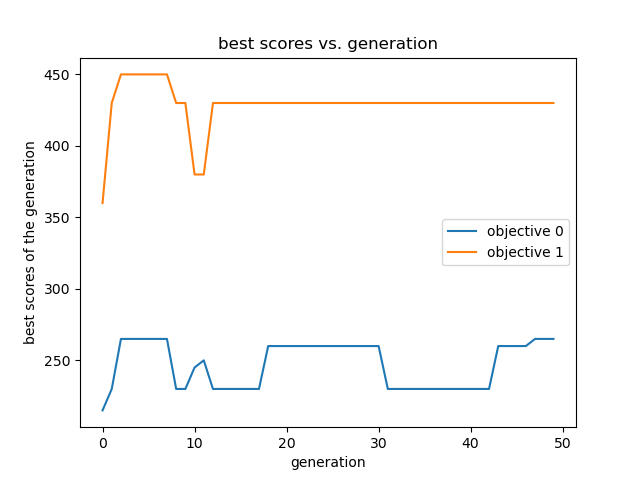 best scores vs. generation
best scores of the generation
450
400
350
300
250
objective 0
objective 1
0
10
20
30
40
50
generation